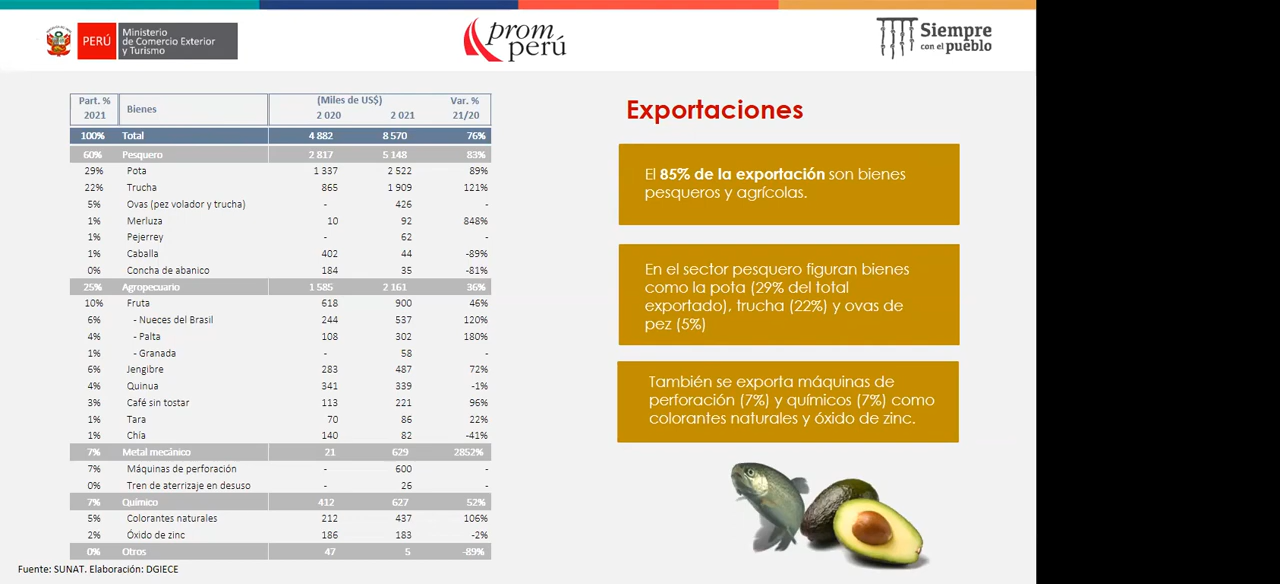 PERÚ
Ministerio
de Comercio Exterior
y Turismo
prom
perú
Siempre
con el pueblo
Part. % 2021 Bienes (Miles de US$) 2 020 2 021 Var. % 21/20
100% Total 4 882 8 570 76%
60% Pesquero 2 817 5 148 83%
29% Pota 1 337 2 522 89%
22% Trucha 865 1 909 121%
5% Ovas (pez volador y trucha) - 426 -
1% Merluza 10 92 848%
1% Pejerrey - 62 -
1% Caballa 402 44 -89%
0% Concha de abanico 184 35 -81%
25% Agropecuario 1 585 2 161 36%
10% Fruta 618 900 46%
6% - Nueces del Brasil 244 537 120%
4% - Palta 108 302 180%
1% - Granada - 58 -
6% Jengibre 283 487 72%
4% Quinua 341 339 -1%
3% Café sin tostar 113 221 96%
1% Tara 70 86 22%
1% Chía 140 82 -41%
7% Metal mecánico 21 629 2852%
7% Máquinas de perforación - 600 -
0% Tren de aterrizaje en desuso - 26 -
7% Químico 412 627 52%
5% Colorantes naturales 212 437 106%
2% Óxido de zinc 186 183 -2%
0% Otros 47 5 -89%
Fuente: SUNAT. Elaboración: DGIECE
Exportaciones
El 85% de la exportación son bienes
pesqueros y agrícolas.
En el sector pesquero figuran bienes
como la pota (29% del total
exportado), trucha (22%) y ovas de
pez (5%)
También se exporta máquinas de
perforación (7%) y químicos (7%) como
colorantes naturales y óxido de zinc.